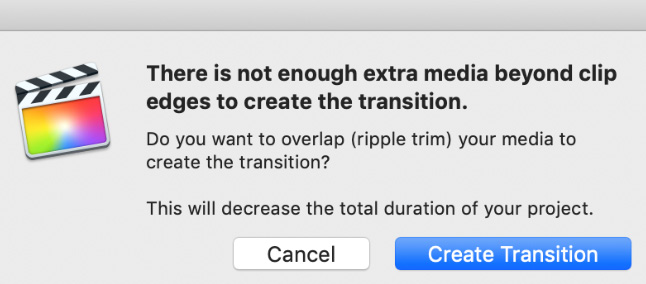 There is not enough extra media beyond clip
edges to create the transition.
Do you want to overlap (ripple trim) your media to
create the transition?
This will decrease the total duration of your project.
Cancel
Create Transition